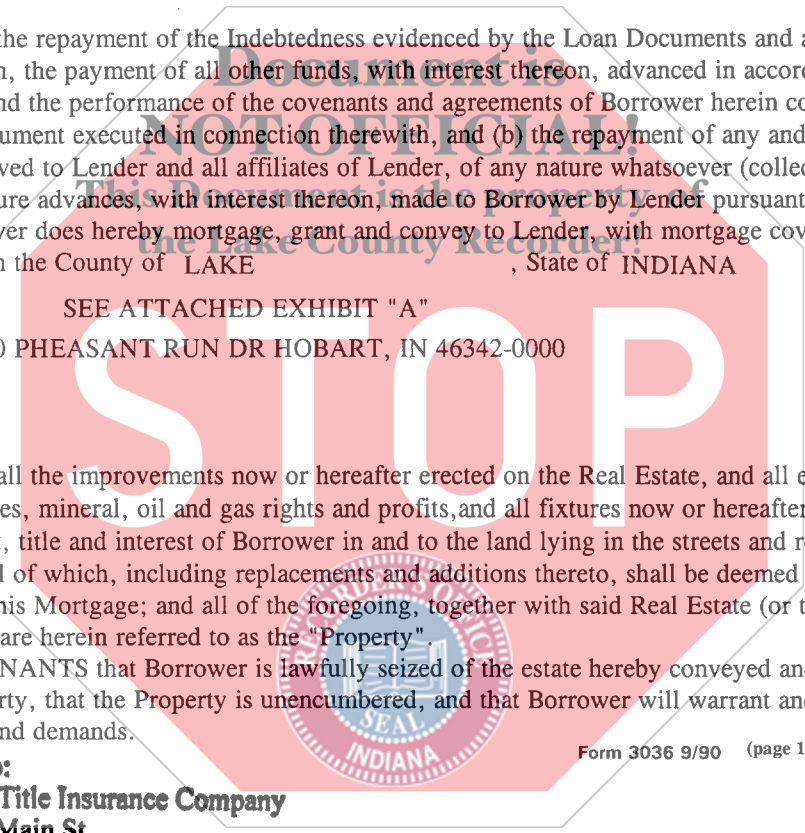 the repayment of the Indebtedness evidenced by the Loan Documents and a
n, the payment of all other funds, with interest thereon, advanced in accor
nd the performance of the covenants and agreements of Borrower herein co
ument executed in connection therewith, and (b) the repayment of any and
ved to Lender and all affiliates of Lender, of any nature whatsoever (collec
ure advances, with interest thereon, made to Borrower by Lender pursuant
ver does hereby mortgage, grant and convey to Lender, with mortgage cov
n the County of LAKE , State of INDIANA
Document is
NOT OFFICIAL!
This Document is the property of
the Lake County Recorder!
SEE ATTACHED EXHIBIT "A"
0 PHEASANT RUN DR HOBART, IN 46342-0000
STOP
all the improvements now or hereafter erected on the Real Estate, and all e
es, mineral, oil and gas rights and profits,and all fixtures now or hereafter
, title and interest of Borrower in and to the land lying in the streets and r
l of which, including replacements and additions thereto, shall be deemed
his Mortgage; and all of the foregoing, together with said Real Estate (or t
are herein referred to as the "Property".
NANTS that Borrower is lawfully seized of the estate hereby conveyed an
rty, that the Property is unencumbered, and that Borrower will warrant an
nd demands.
RECORDER'S OFFICE
SEAL
INDIANA
Form 3036 9/90 (page 1
o:
Title Insurance Company
Main St